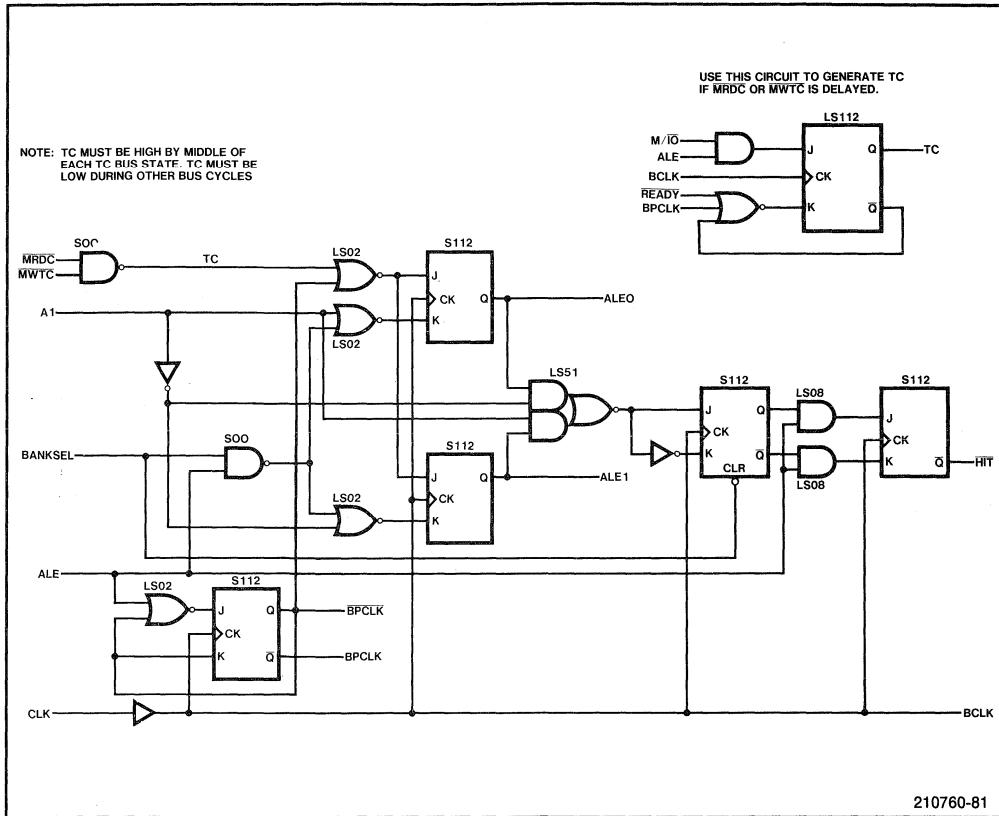 USE THIS CIRCUIT TO GENERATE TC
IF MRDC OR MWTC IS DELAYED.
LS112
M/IO
ALE
J
Q
TC
BCLK
CK
READY
BPCLK
K
Q
NOTE: TC MUST BE HIGH BY MIDDLE OF
EACH TC BUS STATE. TC MUST BE
LOW DURING OTHER BUS CYCLES
S00
MRDC
MWTC
TC
LS02
S112
J
CK
Q
ALE0
K
A1
LS02
LS51
S112
LS08
S112
J
Q
J
CK
CK
BANKSEL
S00
S112
J
Q
ALE1
K
Q
K
Q
HIT
CLR
LS08
LS02
CK
K
ALE
LS02
S112
J
Q
BPCLK
CK
K
Q
BPCLK
CLK
BCLK
210760-81